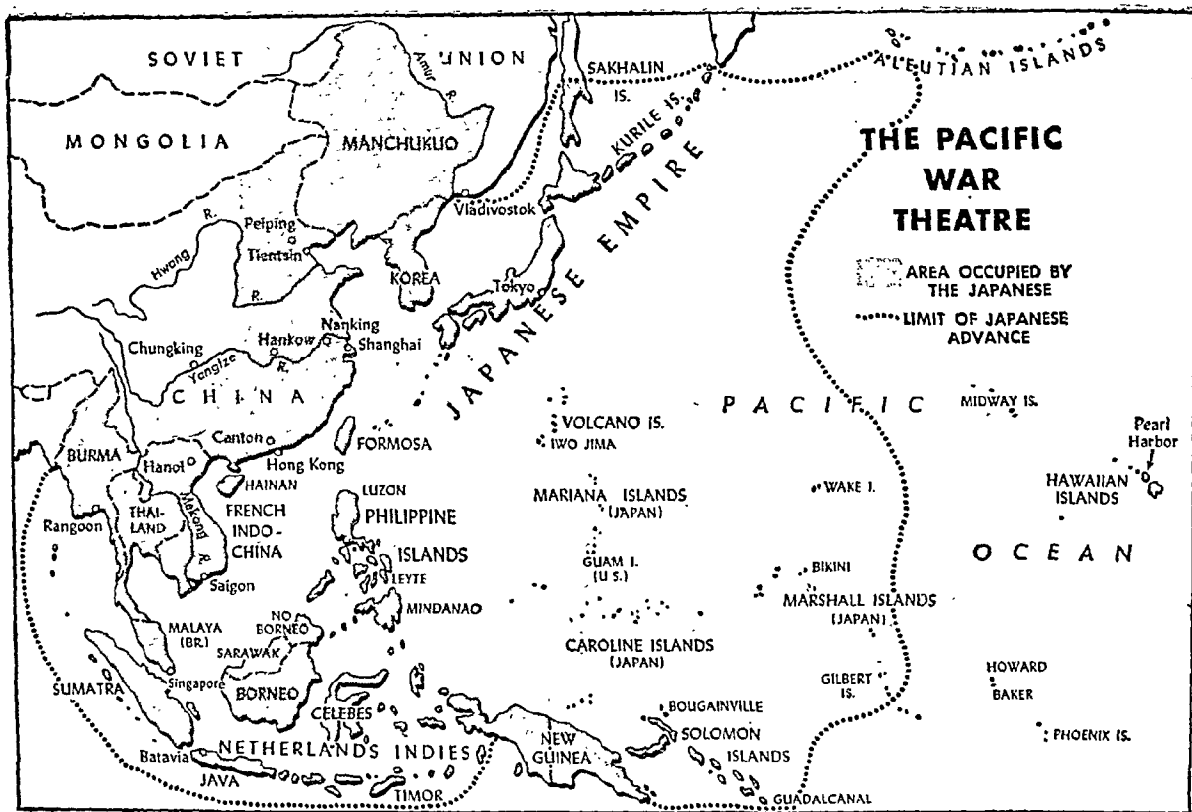 SOVIET UNION
Amur R.
SAKHALIN
IS.
ALEUTIAN ISLANDS
MONGOLIA
MANCHUKUO
KURILE IS.
THE PACIFIC
WAR
THEATRE
AREA OCCUPIED BY
THE JAPANESE
LIMIT OF JAPANESE
ADVANCE
Vladivostok
Peiping
Tientsin
Hwang R.
R.
KOREA
Tokyo
JAPANESE EMPIRE
Nanking
Hankow
Shanghai
Chungking
Yangtze R.
CHINA
PACIFIC
OCEAN
MIDWAY IS.
Pearl
Harbor
HAWAIIAN
ISLANDS
VOLCANO IS.
IWO JIMA
FORMOSA
Canton
Hong Kong
BURMA
Hanoi
HAINAN
LUZON
MARIANA ISLANDS
(JAPAN)
WAKE I.
Rangoon
THAI-
LAND
Mekong R.
FRENCH
INDO-
CHINA
PHILIPPINE
ISLANDS
LEYTE
GUAM I.
(U S.)
BIKINI
Saigon
MINDANAO
MARSHALL ISLANDS
(JAPAN)
MALAYA
(BR.)
NO
BORNEO
SARAWAK
CAROLINE ISLANDS
(JAPAN)
HOWARD
BAKER
GILBERT
IS.
SUMATRA
Singapore
BORNEO
CELEBES
BOUGAINVILLE
SOLOMON
ISLANDS
PHOENIX IS.
NETHERLANDS INDIES
NEW
GUINEA
Batavia
JAVA
TIMOR
GUADALCANAL